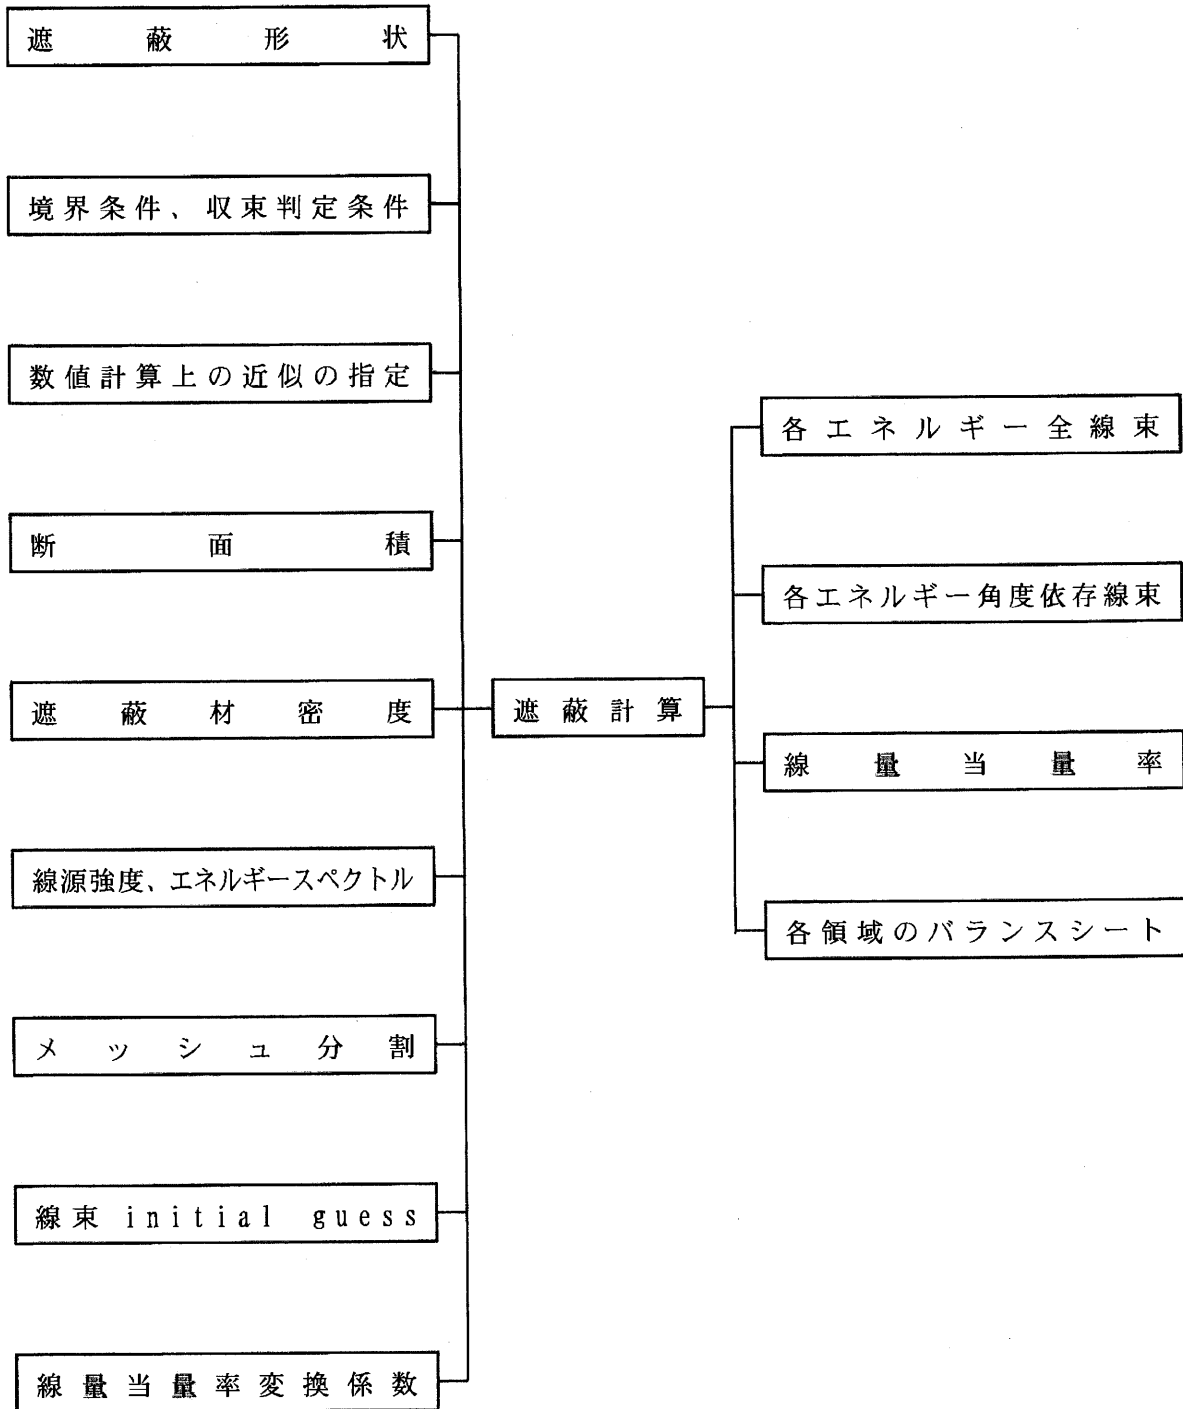 遮蔽形状
境界条件、収束判定条件
数値計算上の近似の指定
断面積
遮蔽材密度
線源強度、エネルギースペクトル
メッシュ分割
線束 initial guess
線量当量率変換係数
遮蔽計算
各エネルギー全線束
各エネルギー角度依存線束
線量当量率
各領域のバランスシート